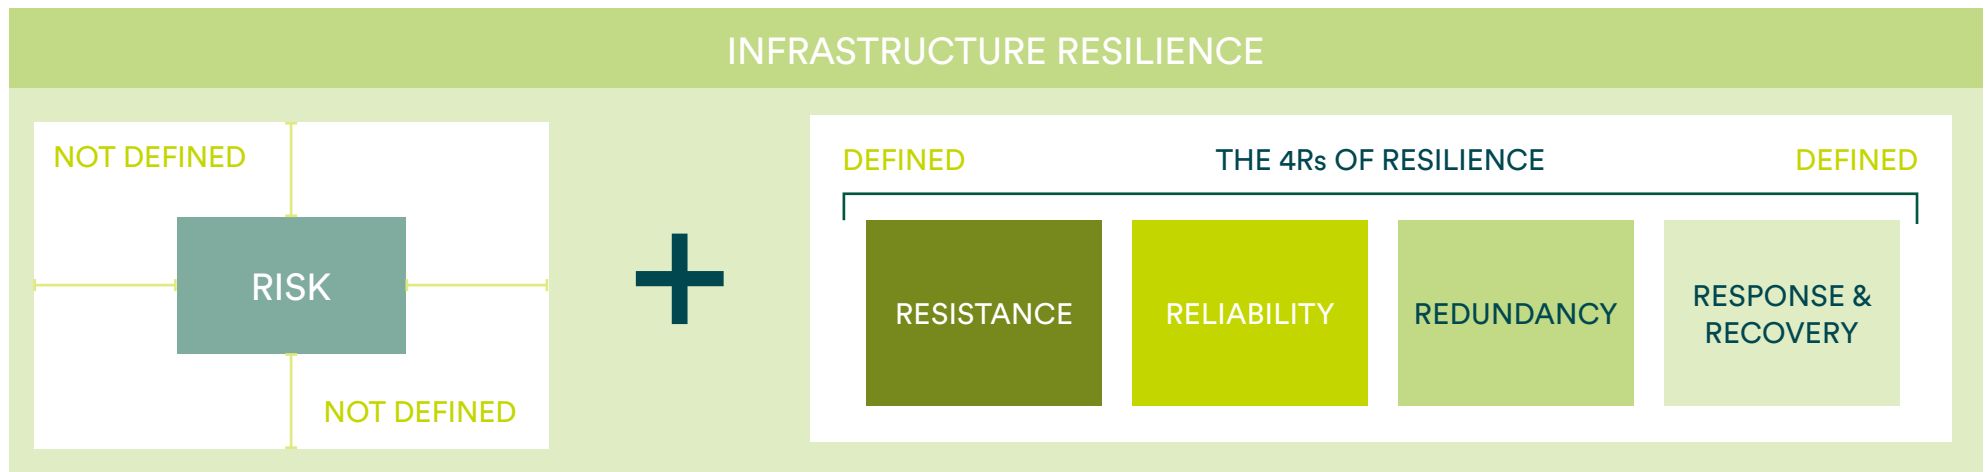 INFRASTRUCTURE RESILIENCE
NOT DEFINED
RISK
NOT DEFINED
DEFINED
THE 4Rs OF RESILIENCE
DEFINED
RESISTANCE
RELIABILITY
REDUNDANCY
RESPONSE &
RECOVERY